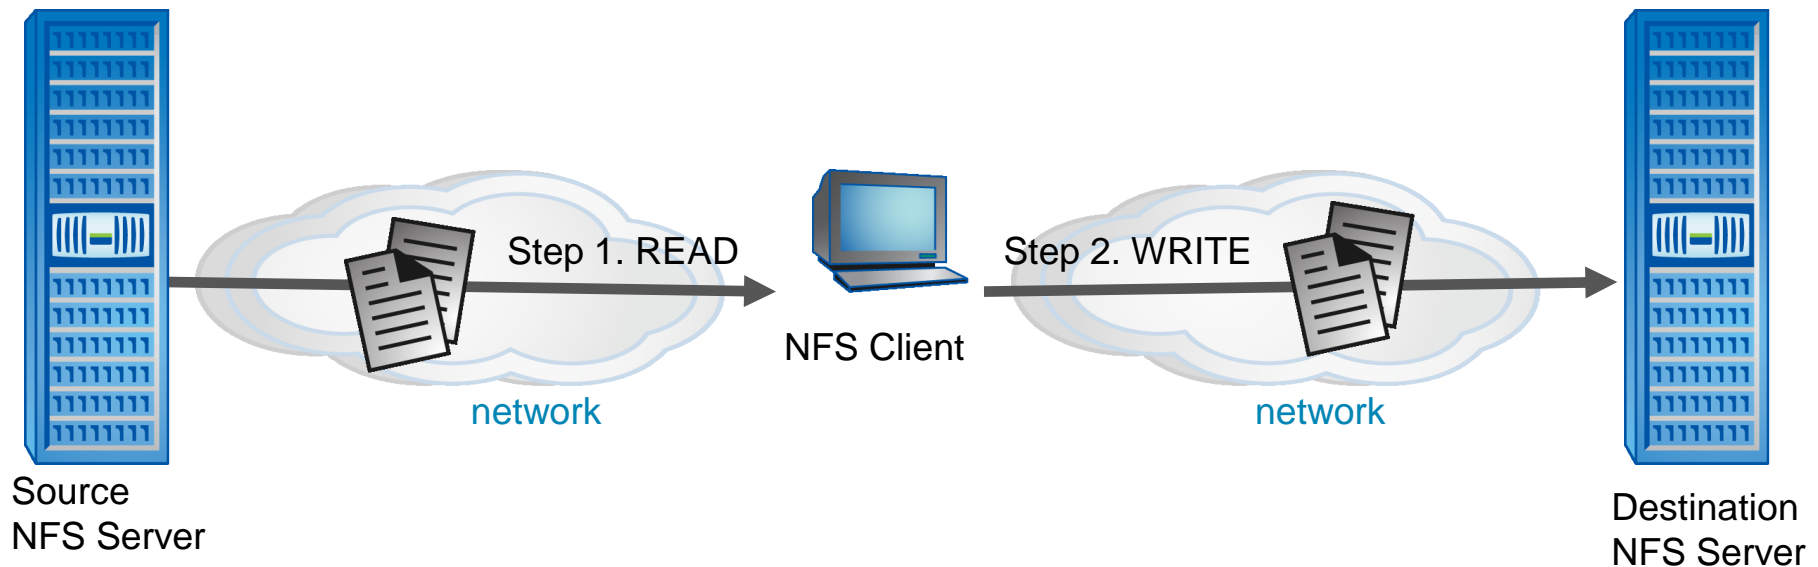 Step 1. READ
Step 2. WRITE
NFS Client
network
network
Source
NFS Server
Destination
NFS Server